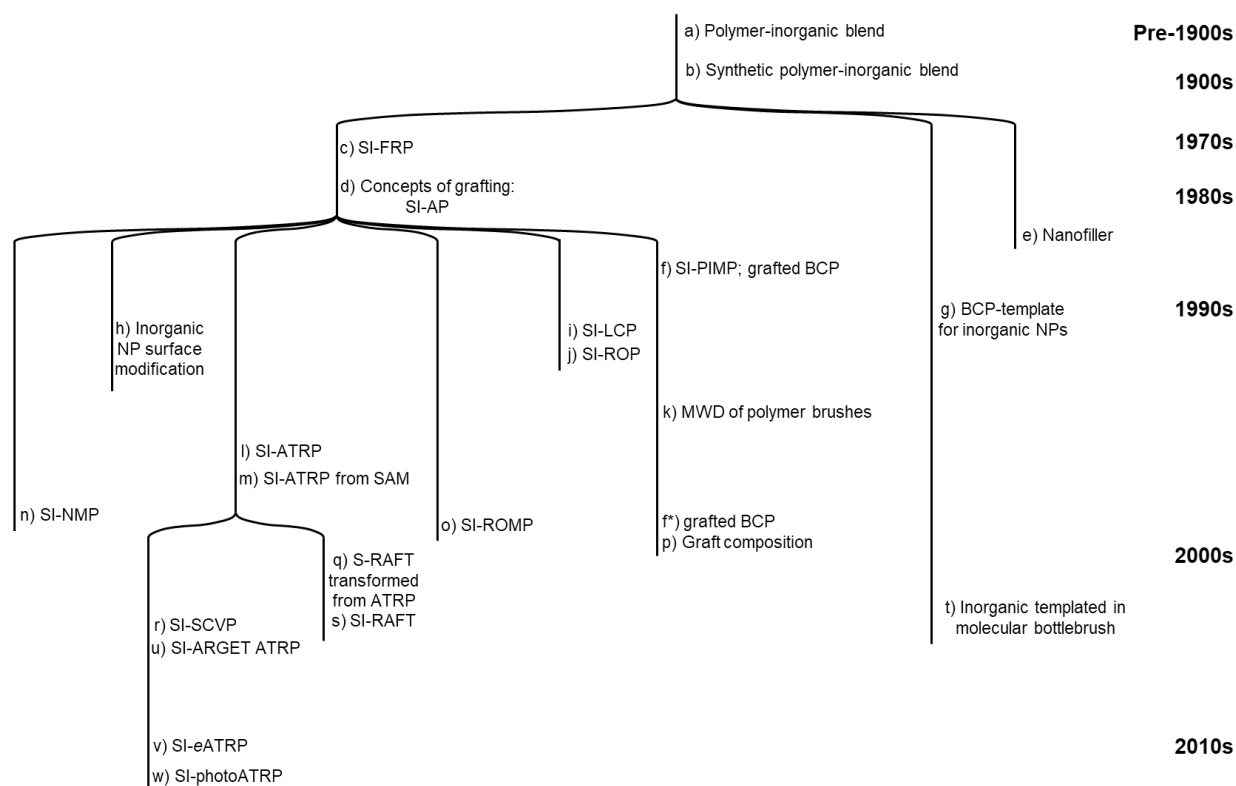 a) Polymer-inorganic blend
Pre-1900s
b) Synthetic polymer-inorganic blend
1900s
c) SI-FRP
1970s
d) Concepts of grafting:
SI-AP
1980s
e) Nanofiller
f) SI-PIMP; grafted BCP
g) BCP-template
for inorganic NPs
1990s
h) Inorganic
NP surface
modification
i) SI-LCP
j) SI-ROP
k) MWD of polymer brushes
l) SI-ATRP
m) SI-ATRP from SAM
n) SI-NMP
o) SI-ROMP
f*) grafted BCP
p) Graft composition
2000s
q) S-RAFT
transformed
from ATRP
s) SI-RAFT
t) Inorganic templated in
molecular bottlebrush
r) SI-SCVP
u) SI-ARGET ATRP
v) SI-eATRP
2010s
w) SI-photoATRP